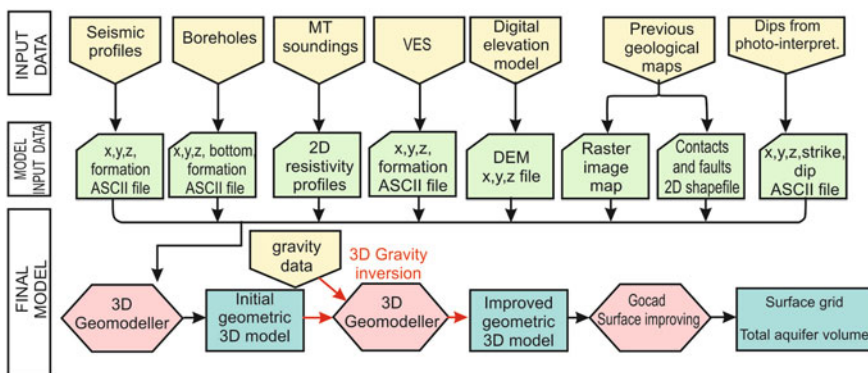 INPUT
DATA
Seismic
profiles
Boreholes
MT
soundings
VES
Digital
elevation
model
Previous
geological
maps
Dips from
photo-interpret.
MODEL
INPUT DATA
x,y,z,
formation
ASCII file
x,y,z, bottom,
formation
ASCII file
2D
resistivity
profiles
x,y,z,
formation
ASCII file
DEM
x,y,z file
Raster
image
map
Contacts
and faults
2D shapefile
x,y,z,strike,
dip
ASCII file
FINAL
MODEL
gravity
data
3D Gravity
inversion
3D
Geomodeller
Initial
geometric
3D model
3D
Geomodeller
Improved
geometric
3D model
Gocad
Surface improving
Surface grid
Total aquifer volume